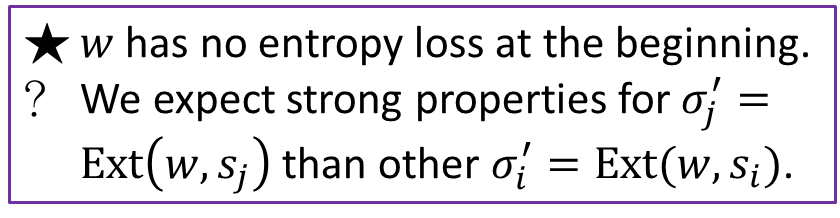 ★ w has no entropy loss at the beginning.
? We expect strong properties for σ′ⱼ =
Ext(w, sⱼ) than other σ′ᵢ = Ext(w, sᵢ).